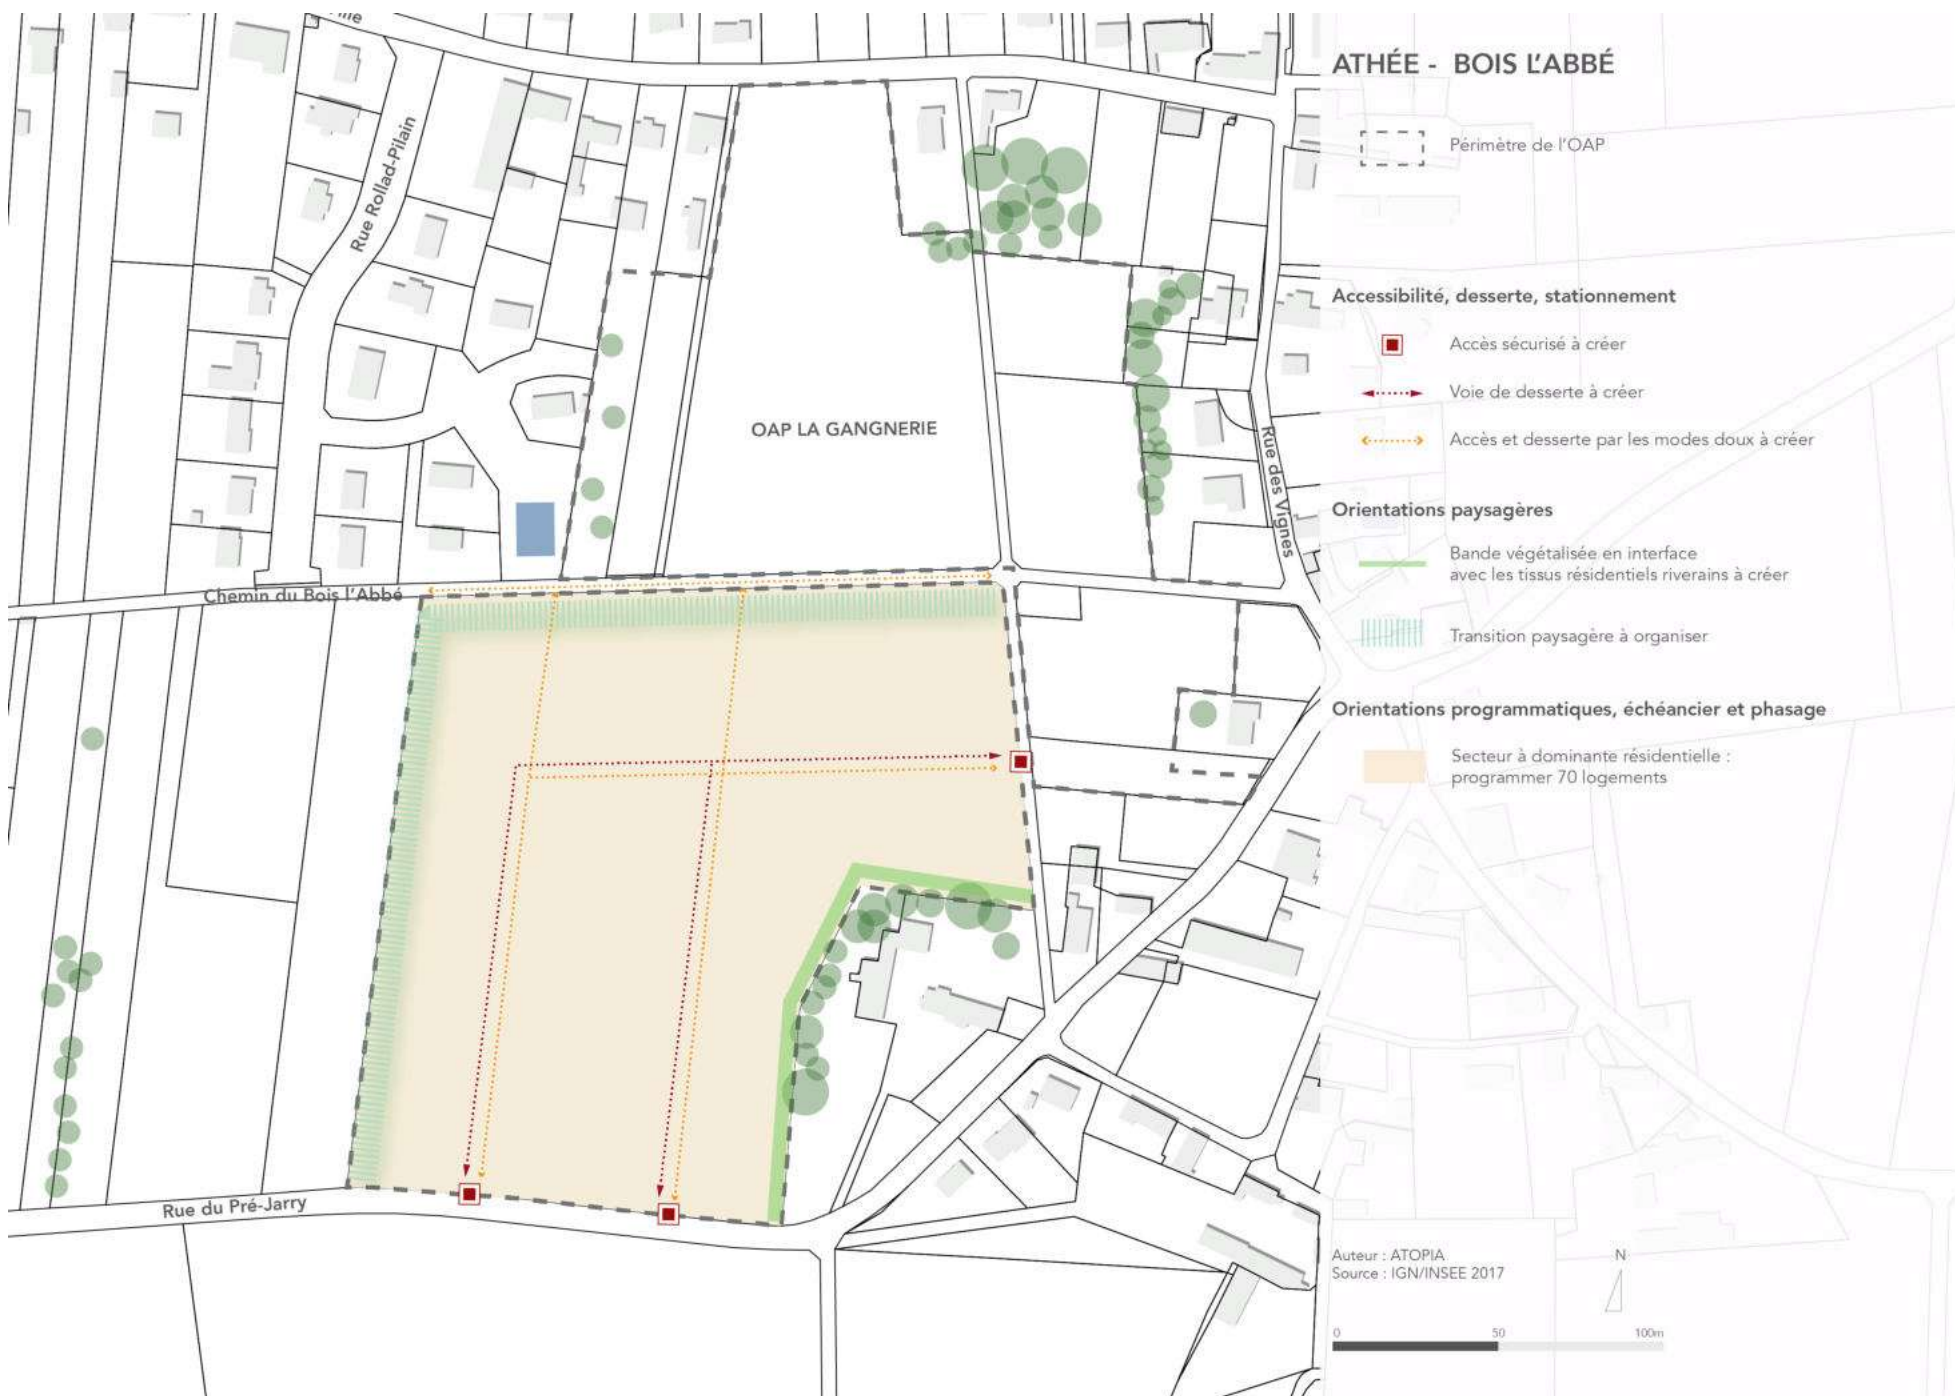 ATHÉE - BOIS L'ABBÉ
Périmètre de l'OAP
Accessibilité, desserte, stationnement
Accès sécurisé à créer
Voie de desserte à créer
Accès et desserte par les modes doux à créer
Orientations paysagères
Bande végétalisée en interface
avec les tissus résidentiels riverains à créer
Transition paysagère à organiser
Orientations programmatiques, échéancier et phasage
Secteur à dominante résidentielle :
programmer 70 logements
Rue Rollad-Pilain
OAP LA GANGNERIE
Rue des Vignes
Chemin du Bois l'Abbé
Rue du Pré-Jarry
Auteur : ATOPIA
Source : IGN/INSEE 2017
N
0 50 100m